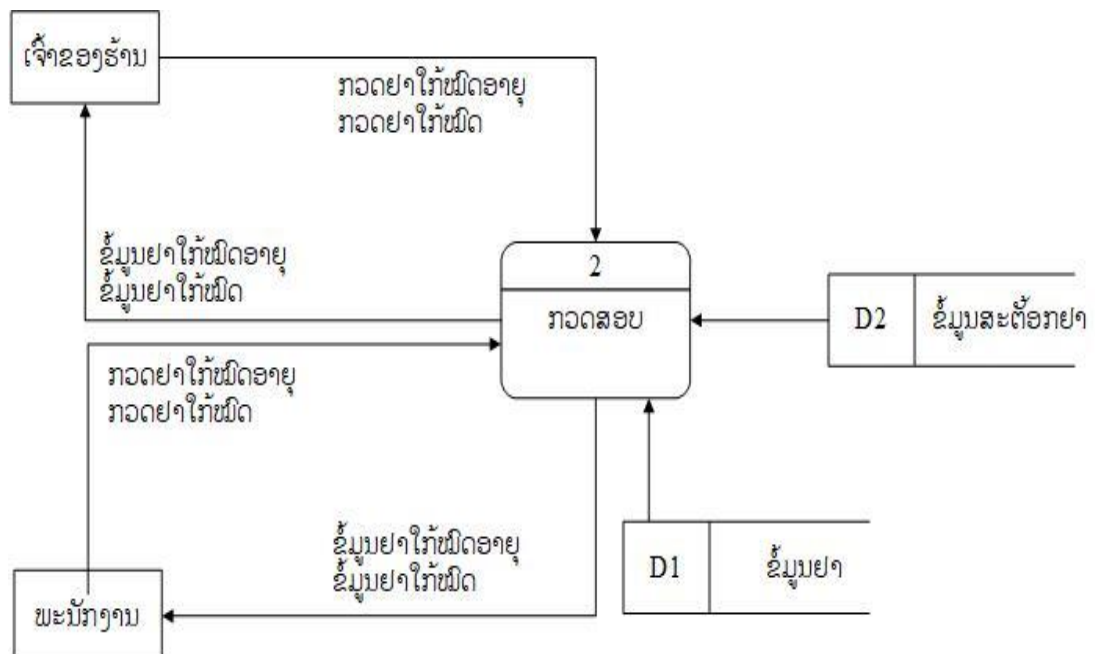 ເຈົ້າຂອງຮ້ານ
ກວດຢາໃກ້ໝົດອາຍຸ
ກວດຢາໃກ້ໝົດ
ຂໍ້ມູນຢາໃກ້ໝົດອາຍຸ
ຂໍ້ມູນຢາໃກ້ໝົດ
2
ກວດສອບ
D2
ຂໍ້ມູນສະຕັອກຢາ
ກວດຢາໃກ້ໝົດອາຍຸ
ກວດຢາໃກ້ໝົດ
ຂໍ້ມູນຢາໃກ້ໝົດອາຍຸ
ຂໍ້ມູນຢາໃກ້ໝົດ
D1
ຂໍ້ມູນຢາ
ພະນັກງານ